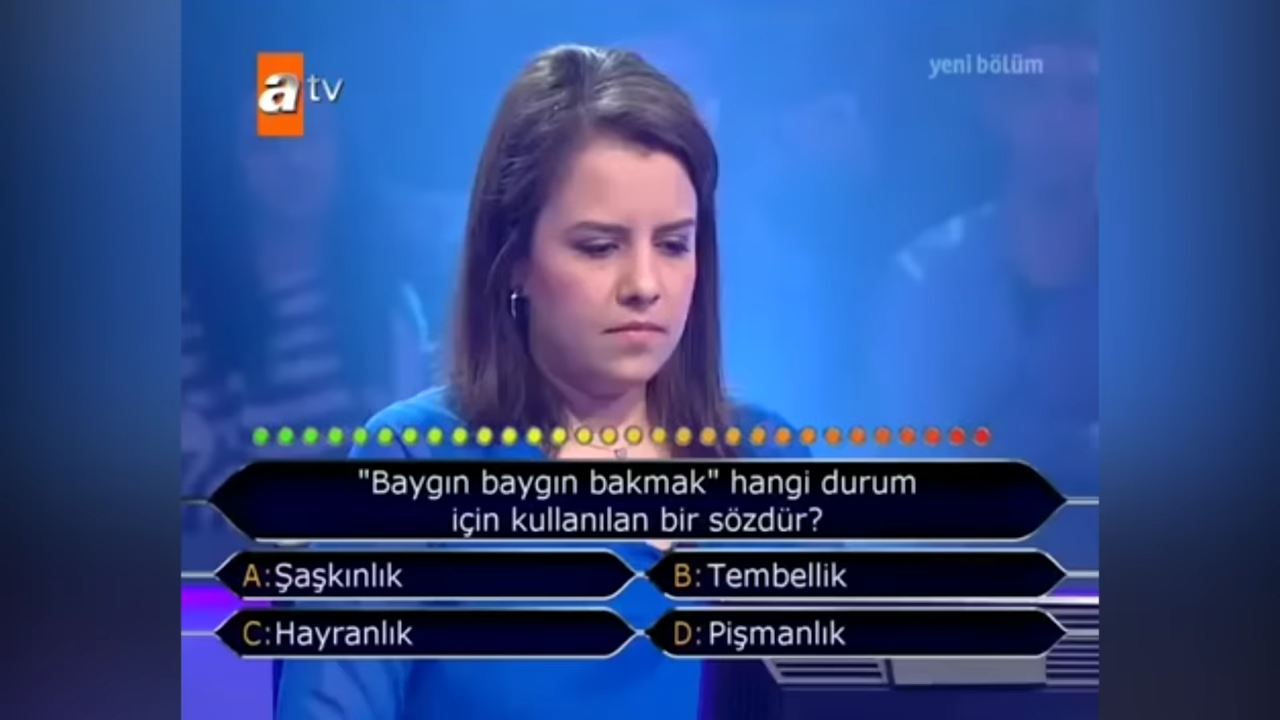 atv
yeni bölüm
"Baygın baygın bakmak" hangi durum
için kullanılan bir sözdür?
A: Şaşkınlık
B: Tembellik
C: Hayranlık
D: Pişmanlık